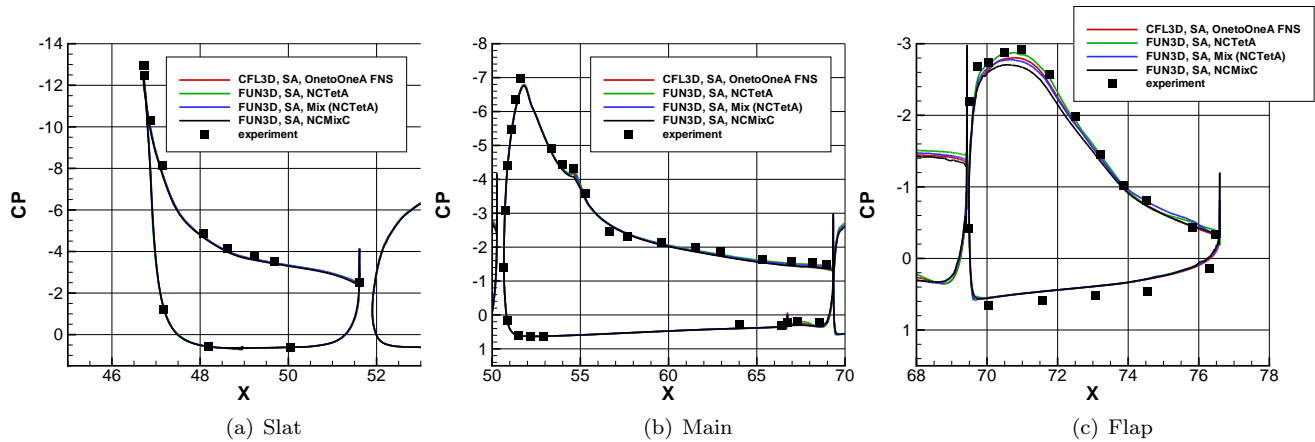 CFL3D, SA, OnetoOneA FNS
FUN3D, SA, NCTetA
FUN3D, SA, Mix (NCTetA)
FUN3D, SA, NCMixC
experiment
CP
-14
-12
-10
-8
-6
-4
-2
0
46 48 50 52
X
(a) Slat
CFL3D, SA, OnetoOneA FNS
FUN3D, SA, NCTetA
FUN3D, SA, Mix (NCTetA)
FUN3D, SA, NCMixC
experiment
CP
-8
-7
-6
-5
-4
-3
-2
-1
0
1
50 55 60 65 70
X
(b) Main
CFL3D, SA, OnetoOneA FNS
FUN3D, SA, NCTetA
FUN3D, SA, Mix (NCTetA)
FUN3D, SA, NCMixC
experiment
CP
-3
-2
-1
0
1
68 70 72 74 76 78
X
(c) Flap